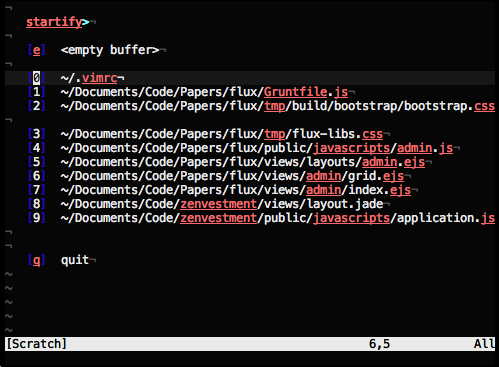 startify>
[e] <empty buffer>
[0] ~/.vimrc
[1] ~/Documents/Code/Papers/flux/Gruntfile.js
[2] ~/Documents/Code/Papers/flux/tmp/build/bootstrap/bootstrap.css
[3] ~/Documents/Code/Papers/flux/tmp/flux-libs.css
[4] ~/Documents/Code/Papers/flux/public/javascripts/admin.js
[5] ~/Documents/Code/Papers/flux/views/layouts/admin.ejs
[6] ~/Documents/Code/Papers/flux/views/admin/grid.ejs
[7] ~/Documents/Code/Papers/flux/views/admin/index.ejs
[8] ~/Documents/Code/zenvestment/views/layout.jade
[9] ~/Documents/Code/zenvestment/public/javascripts/application.js
[q] quit
~
~
~
~
~
[Scratch] 6,5 All